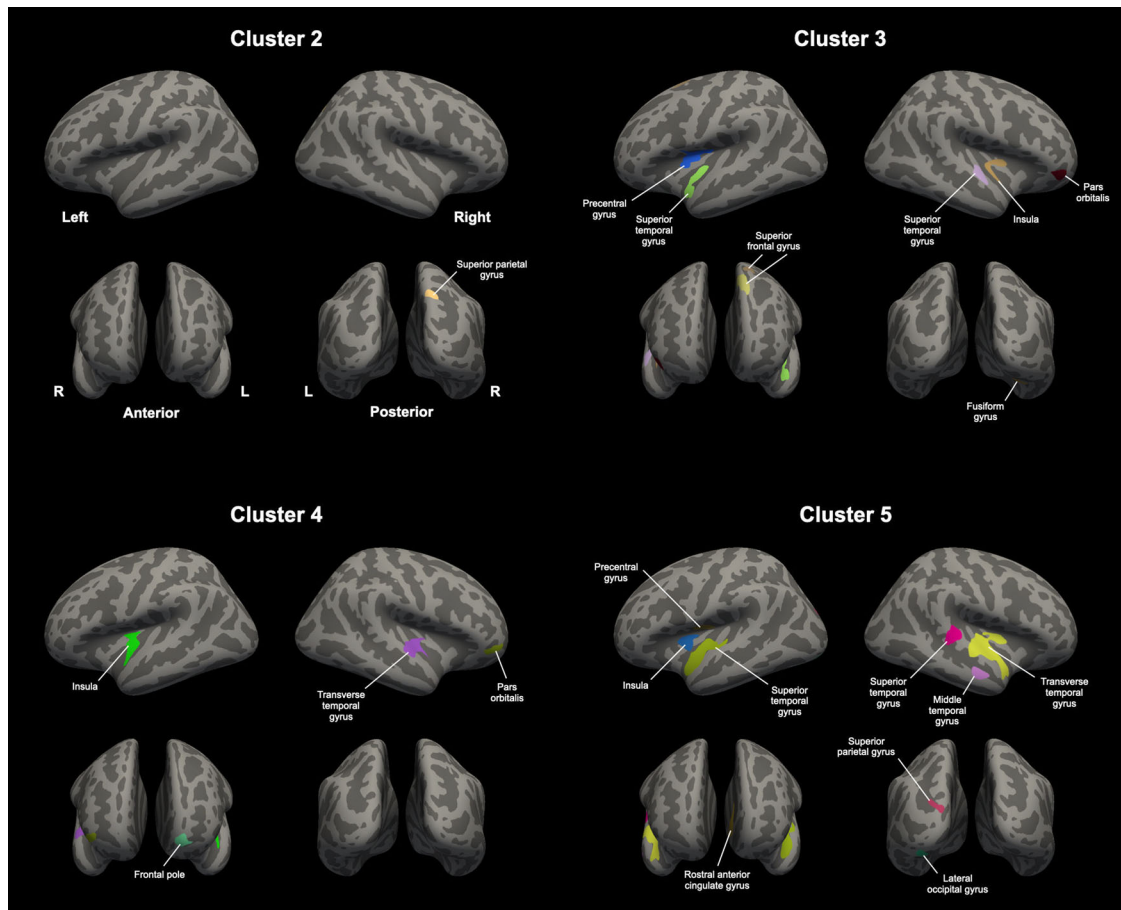 Cluster 2
Left
Right
Superior parietal
gyrus
R
L
Anterior
L
R
Posterior
Cluster 3
Precentral
gyrus
Superior
temporal
gyrus
Superior
temporal
gyrus
Insula
Pars
orbitalis
Superior
frontal gyrus
Fusiform
gyrus
Cluster 4
Insula
Transverse
temporal
gyrus
Pars
orbitalis
Frontal pole
Cluster 5
Precentral
gyrus
Insula
Superior
temporal
gyrus
Superior
temporal
gyrus
Middle
temporal
gyrus
Transverse
temporal
gyrus
Superior
parietal gyrus
Rostral anterior
cingulate gyrus
Lateral
occipital gyrus